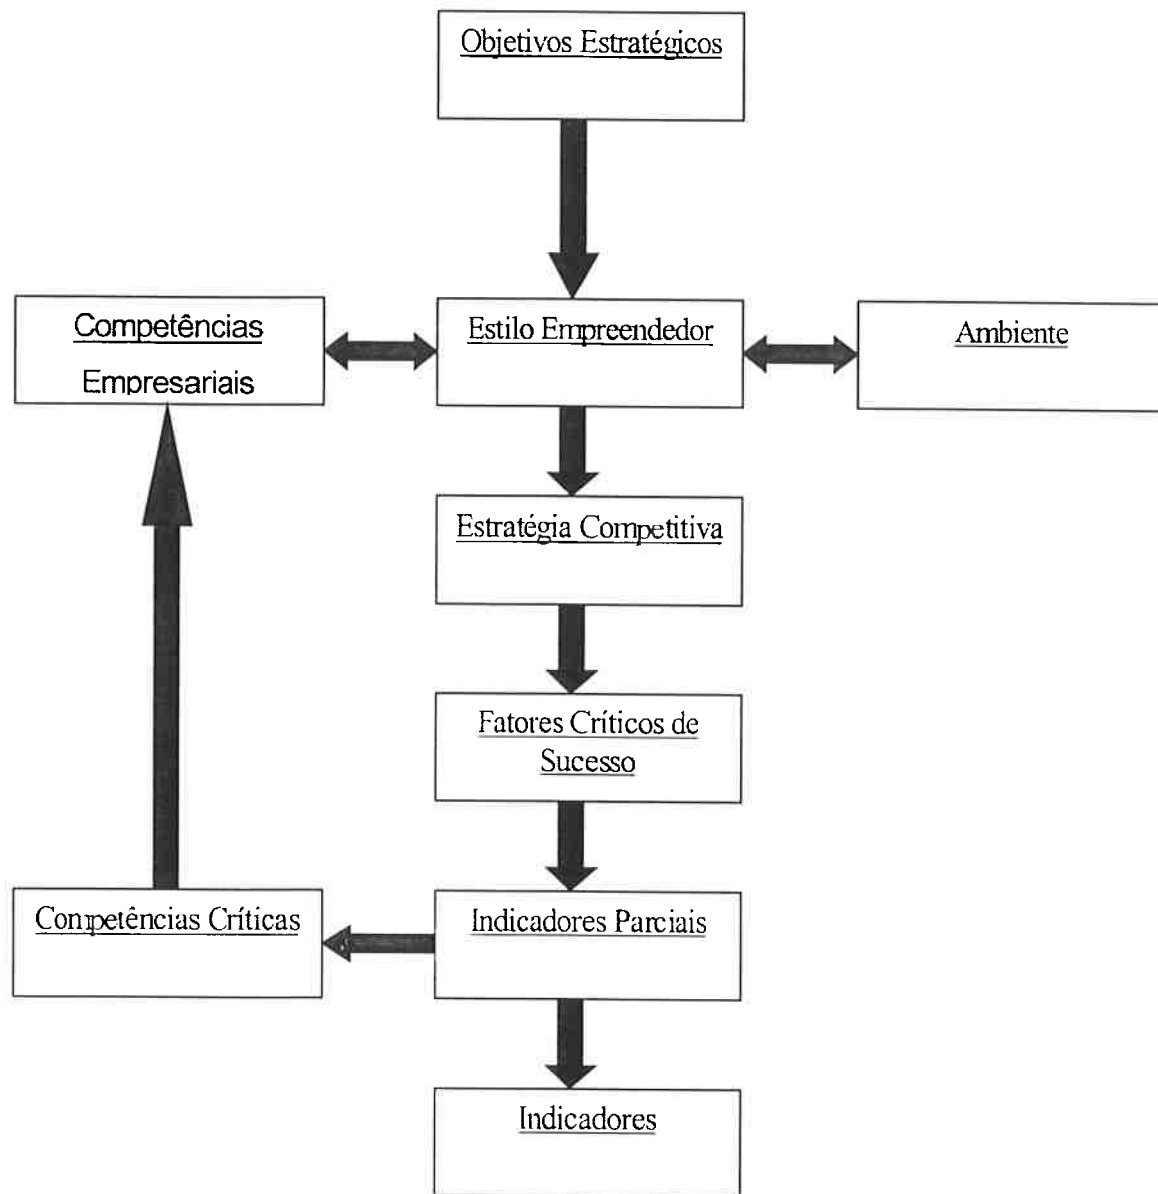 Objetivos Estratégicos
Competências
Empresariais
Estilo Empreendedor
Ambiente
Estratégia Competitiva
Fatores Críticos de
Sucesso
Competências Críticas
Indicadores Parciais
Indicadores